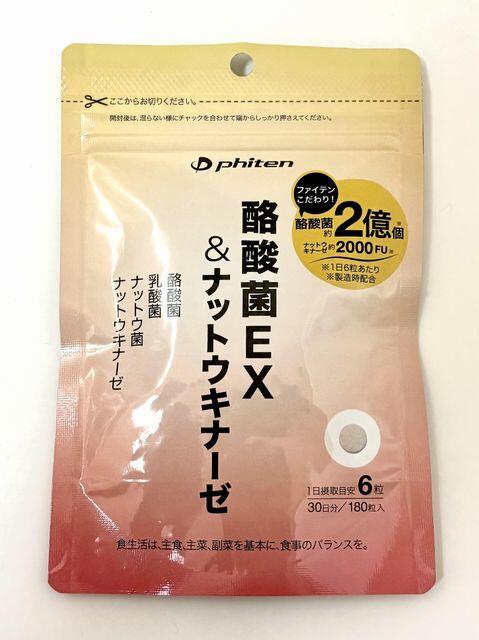 ここからお切りください。
開封後は、湿らない様にチャックを合わせて端からしっかり押さえてください。
phiten
ファイテン
こだわり!
酪酸菌約2億個※
ナットウキナーゼ約2000FU※
※1日6粒あたり
※製造時配合
酪酸菌EX
&ナットウキナーゼ
酪酸菌
乳酸菌
ナットウ菌
ナットウキナーゼ
1日摂取目安6粒
30日分/180粒入
食生活は、主食、主菜、副菜を基本に、食事のバランスを。